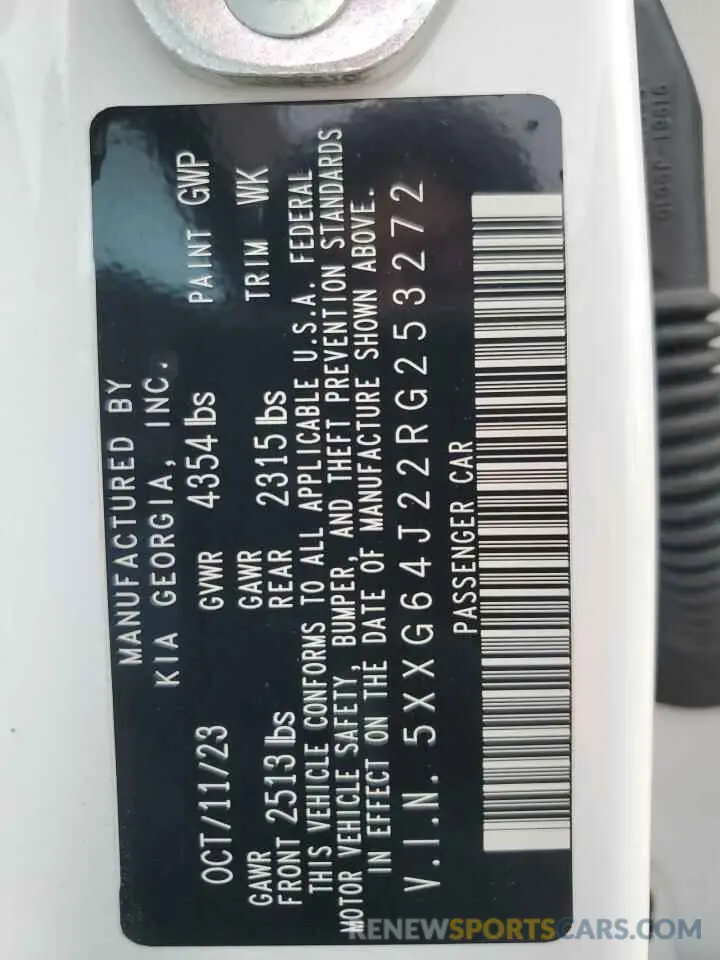 MANUFACTURED BY
KIA GEORGIA, INC.
OCT/11/23 GVWR 4354 lbs PAINT GWP
GAWR FRONT 2513 lbs GAWR REAR 2315 lbs TRIM WK
THIS VEHICLE CONFORMS TO ALL APPLICABLE U.S.A. FEDERAL
MOTOR VEHICLE SAFETY, BUMPER, AND THEFT PREVENTION STANDARDS
IN EFFECT ON THE DATE OF MANUFACTURE SHOWN ABOVE.
V.I.N. 5XXG64J22RG253272
PASSENGER CAR
RENEWSPORTSCARS.COM